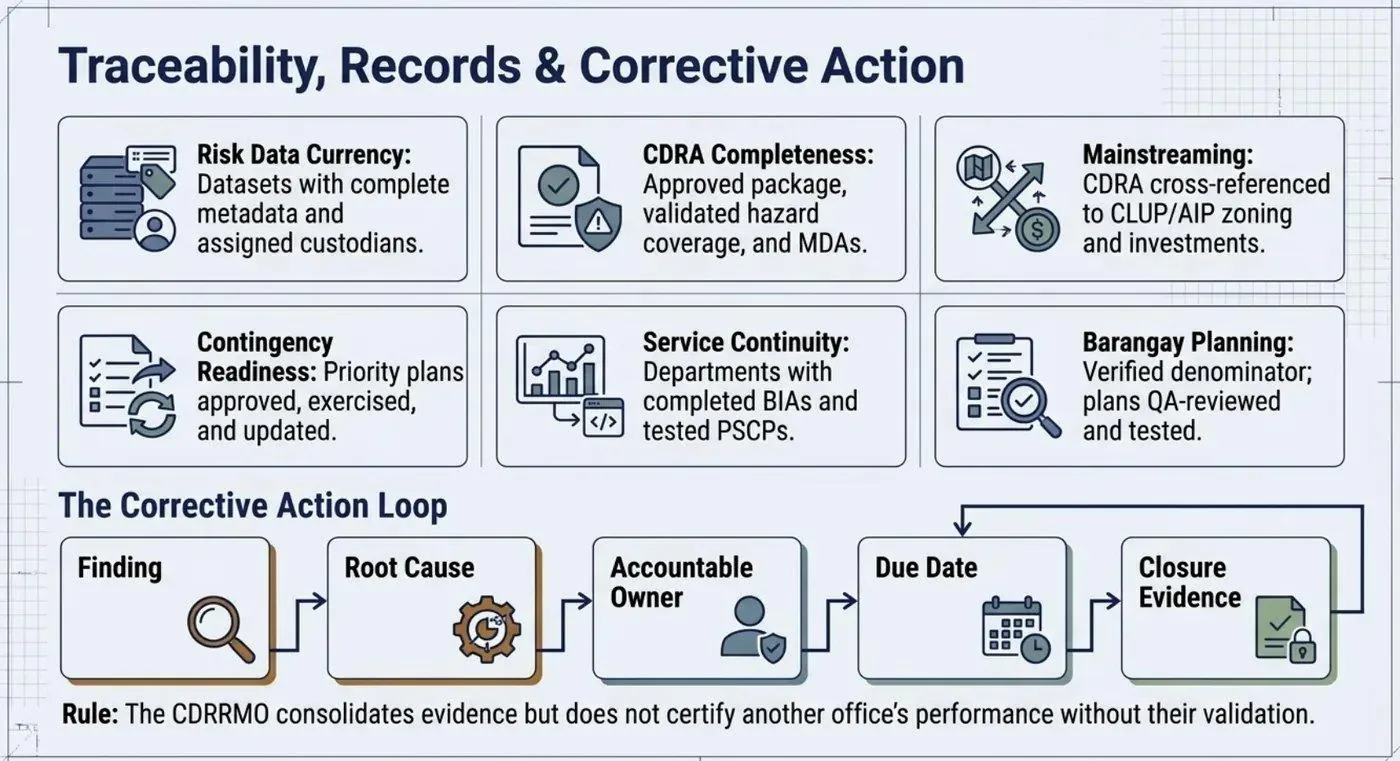 Traceability, Records & Corrective Action
Risk Data Currency:
Datasets with complete
metadata and
assigned custodians.
CDRA Completeness:
Approved package,
validated hazard
coverage, and MDAs.
Mainstreaming:
CDRA cross-referenced
to CLUP/AIP zoning
and investments.
Contingency
Readiness: Priority plans
approved, exercised,
and updated.
Service Continuity:
Departments with
completed BIAs and
tested PSCPs.
Barangay Planning:
Verified denominator;
plans QA-reviewed
and tested.
The Corrective Action Loop
Finding
Root Cause
Accountable
Owner
Due Date
Closure
Evidence
Rule: The CDRRMO consolidates evidence but does not certify another office's performance without their validation.